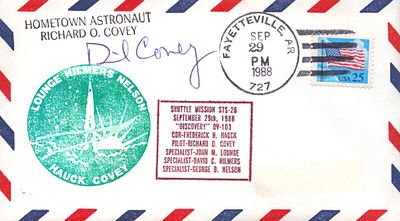 HOMETOWN ASTRONAUT
RICHARD O. COVEY
D-l Covey
FAYETTEVILLE, AR
SEP
29
PM
1988
727
USA 25
LOUNGE HILMERS NELSON
HAUCK COVEY
SHUTTLE MISSION STS-26
SEPTEMBER 29th, 1988
"DISCOVERY" OV-103
CDR-FREDERICK H. HAUCK
PILOT-RICHARD O. COVEY
SPECIALIST-JOHN M. LOUNGE
SPECIALIST-DAVID C. HILMERS
SPECIALIST-GEORGE D. NELSON